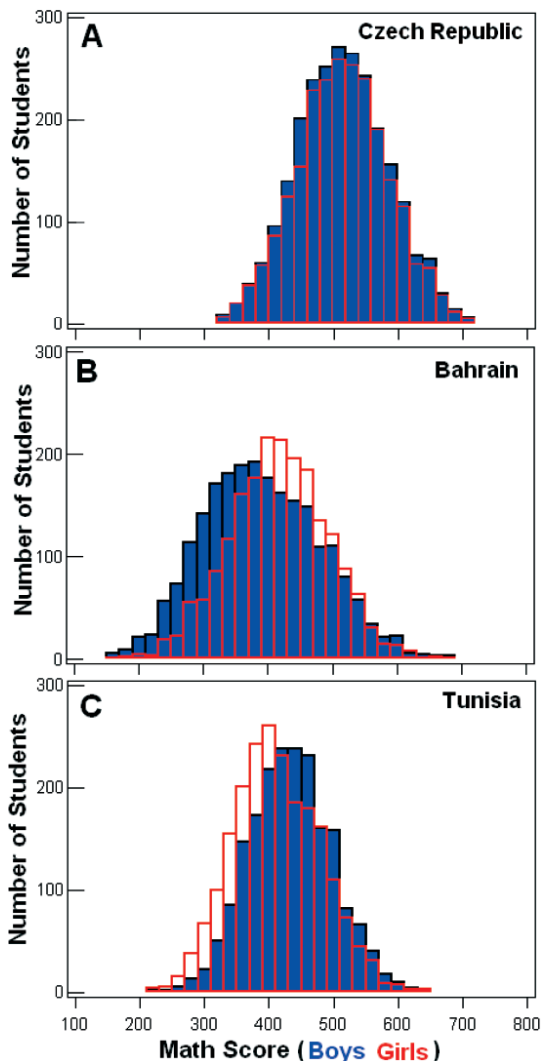 A
Czech Republic
Number of Students
300
200
100
0
B
Bahrain
Number of Students
300
200
100
0
C
Tunisia
Number of Students
300
200
100
0
100 200 300 400 500 600 700 800
Math Score (Boys Girls)